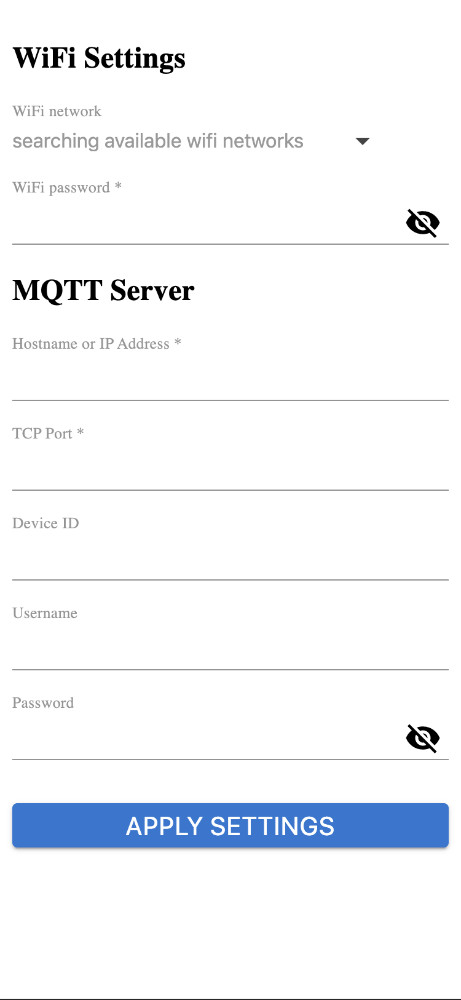 WiFi Settings
WiFi network
searching available wifi networks
WiFi password *
MQTT Server
Hostname or IP Address *
TCP Port *
Device ID
Username
Password
APPLY SETTINGS